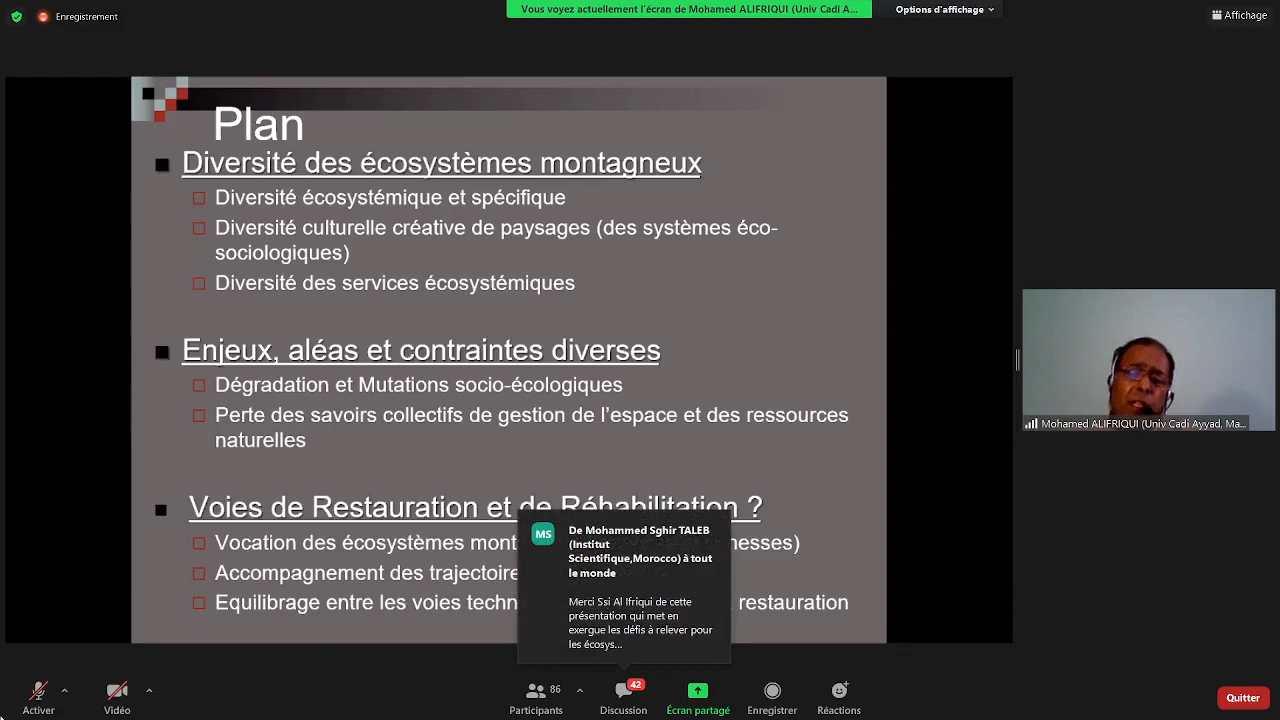 Enregistrement
Vous voyez actuellement l'écran de Mohamed ALIFRIQUI (Univ Cadi A...
Options d'affichage
Affichage
Plan
Diversité des écosystèmes montagneux
Diversité écosystémique et spécifique
Diversité culturelle créative de paysages (des systèmes éco-
sociologiques)
Diversité des services écosystémiques
Enjeux, aléas et contraintes diverses
Dégradation et Mutations socio-écologiques
Perte des savoirs collectifs de gestion de l'espace et des ressources
naturelles
Voies de Restauration et de Réhabilitation ?
Vocation des écosystèmes mont
nesses)
Accompagnement des trajectoire
Equilibrage entre les voies techn
restauration
MS
De Mohammed Sghir TALEB
(Institut
Scientifique,Morocco) à tout
le monde
Merci Ssi Al Ifriqui de cette
présentation qui met en
exergue les défis à relever pour
les écosys...
Mohamed ALIFRIQUI (Univ Cadi Ayyad, Ma...
Activer
Vidéo
86
Participants
42
Discussion
Écran partagé
Enregistrer
Réactions
Quitter